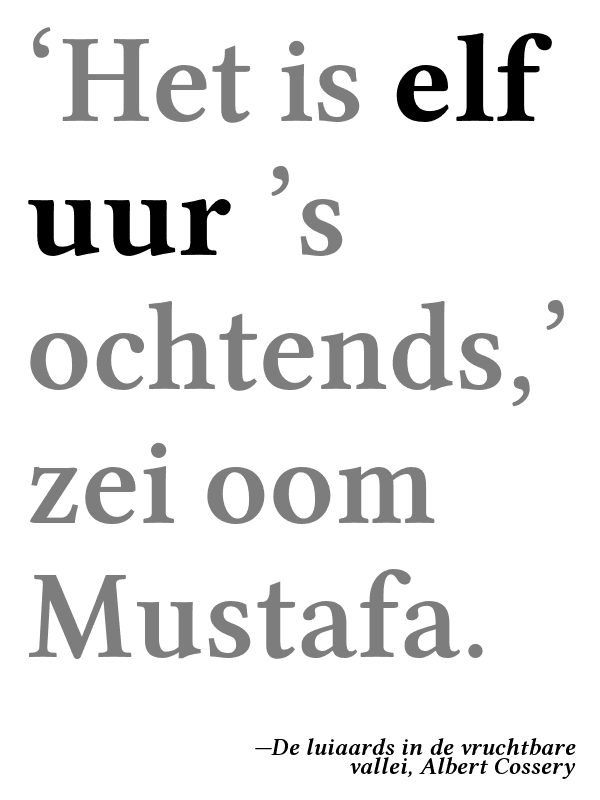 ‘Het is elf
uur ’s
ochtends,’
zei oom
Mustafa.
—De luiaards in de vruchtbare
vallei, Albert Cossery